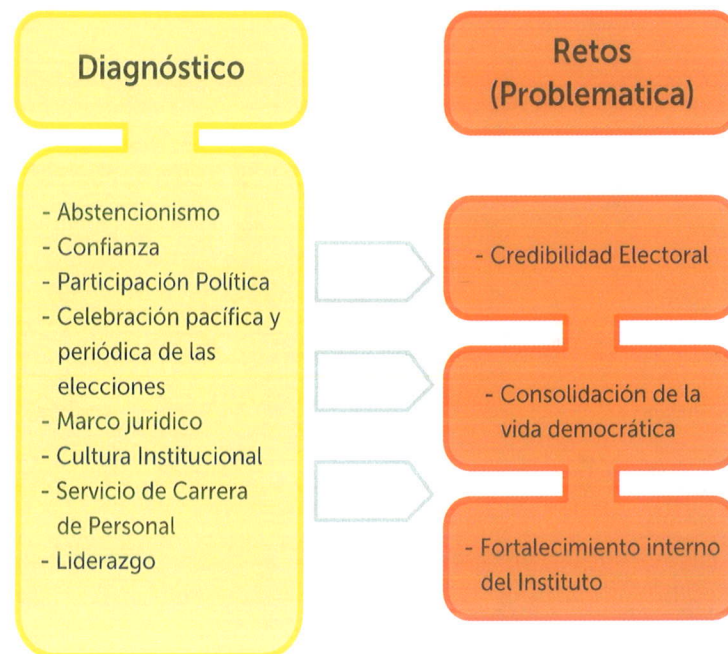 Diagnóstico
- Abstencionismo
- Confianza
- Participación Política
- Celebración pacífica y
periódica de las
elecciones
- Marco juridico
- Cultura Institucional
- Servicio de Carrera
de Personal
- Liderazgo
Retos
(Problematica)
- Credibilidad Electoral
- Consolidación de la
vida democrática
- Fortalecimiento interno
del Instituto